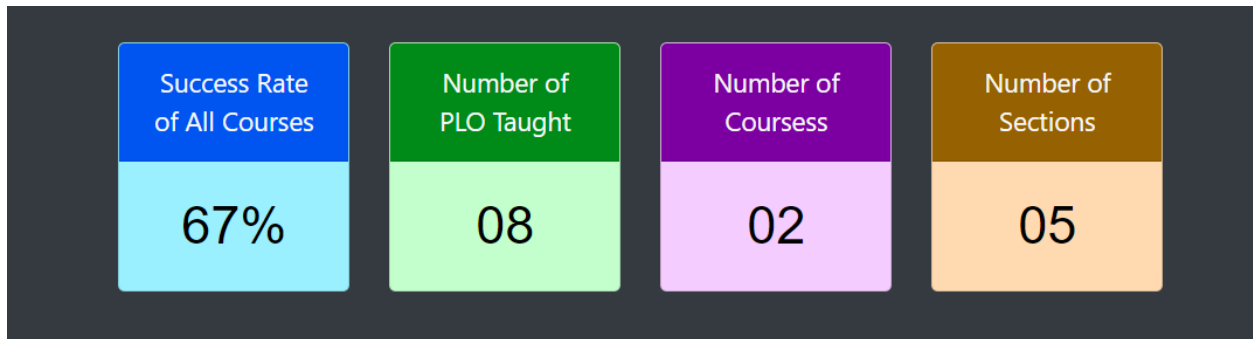 Success Rate
of All Courses
67%
Number of
PLO Taught
08
Number of
Coursess
02
Number of
Sections
05